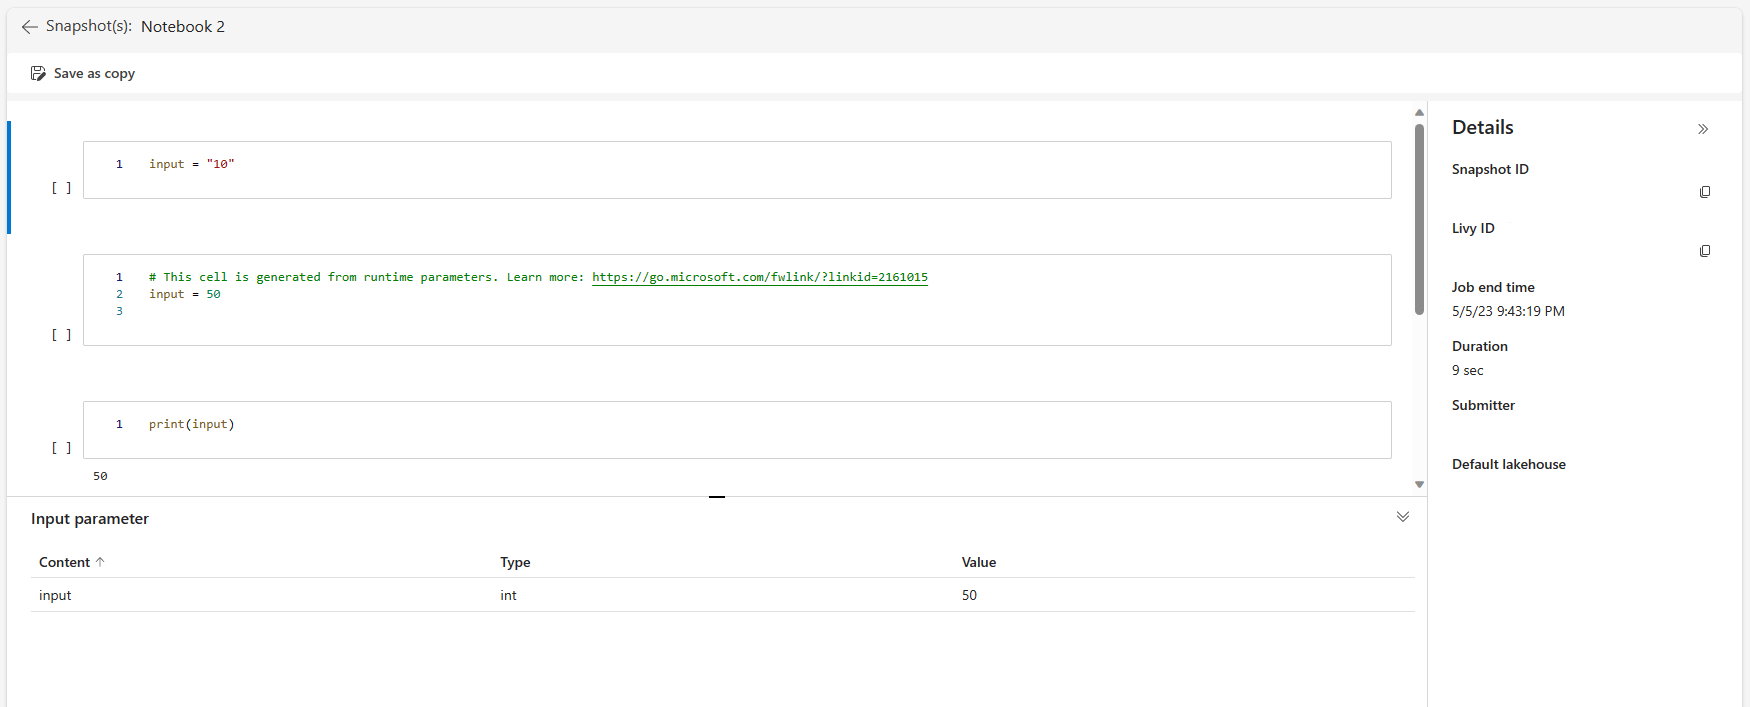 Snapshot(s): Notebook 2
Save as copy
1 input = "10"
[ ]
1 # This cell is generated from runtime parameters. Learn more: https://go.microsoft.com/fwlink/?linkid=2161015
2 input = 50
3
[ ]
1 print(input)
[ ]
50
Input parameter
Content Type Value
input int 50
Details
Snapshot ID
Livy ID
Job end time
5/5/23 9:43:19 PM
Duration
9 sec
Submitter
Default lakehouse